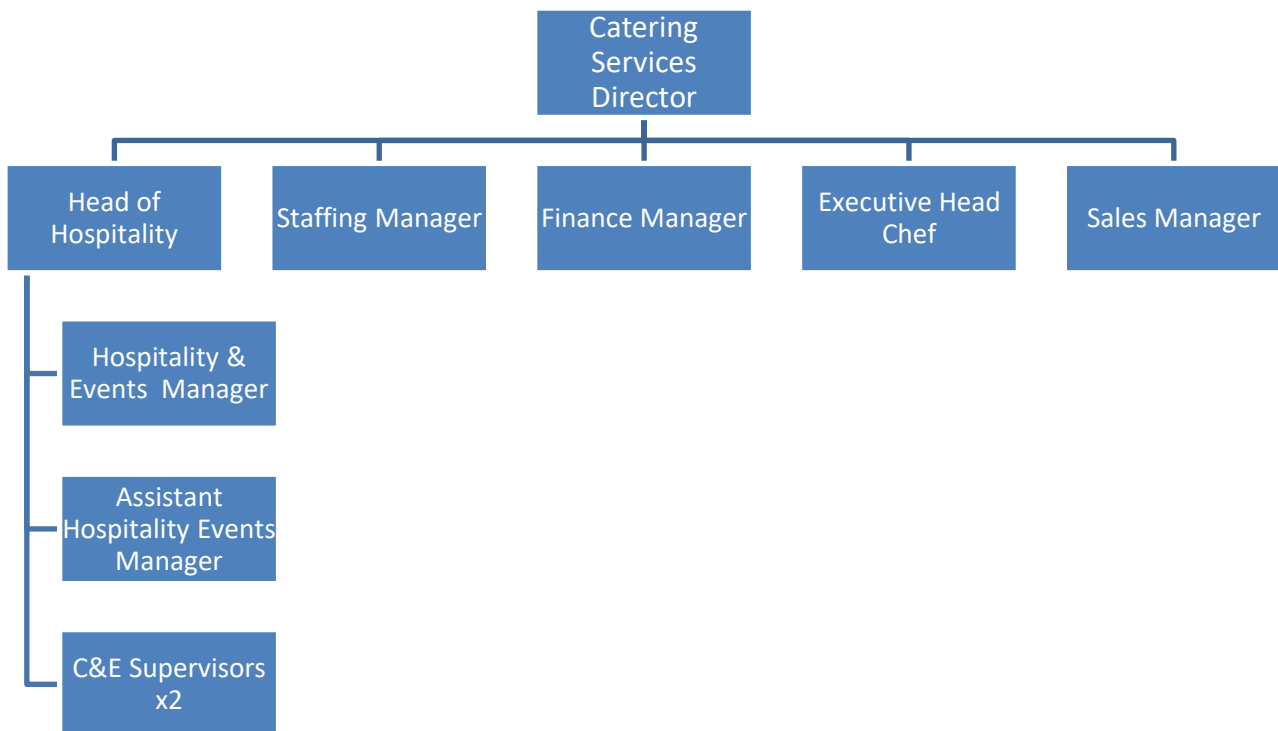 Catering
Services
Director
Head of
Hospitality
Staffing Manager
Finance Manager
Executive Head
Chef
Sales Manager
Hospitality &
Events  Manager
Assistant
Hospitality Events
Manager
C&E Supervisors
x2